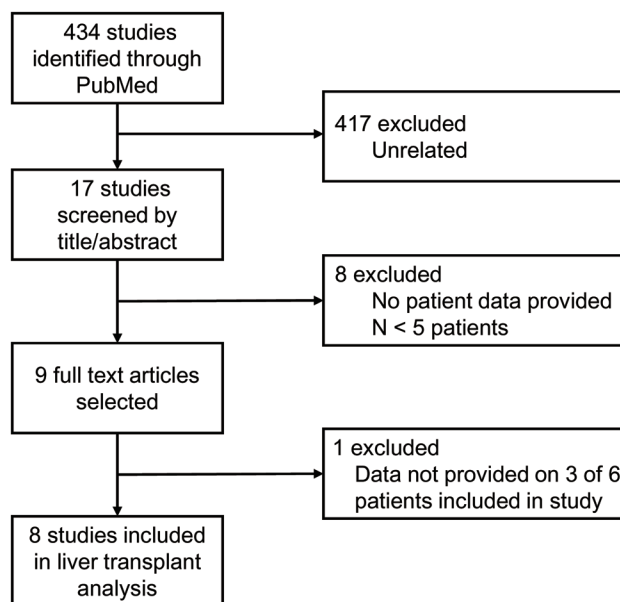 434 studies
identified through
PubMed
417 excluded
Unrelated
17 studies
screened by
title/abstract
8 excluded
No patient data provided
N < 5 patients
9 full text articles
selected
1 excluded
Data not provided on 3 of 6
patients included in study
8 studies included
in liver transplant
analysis